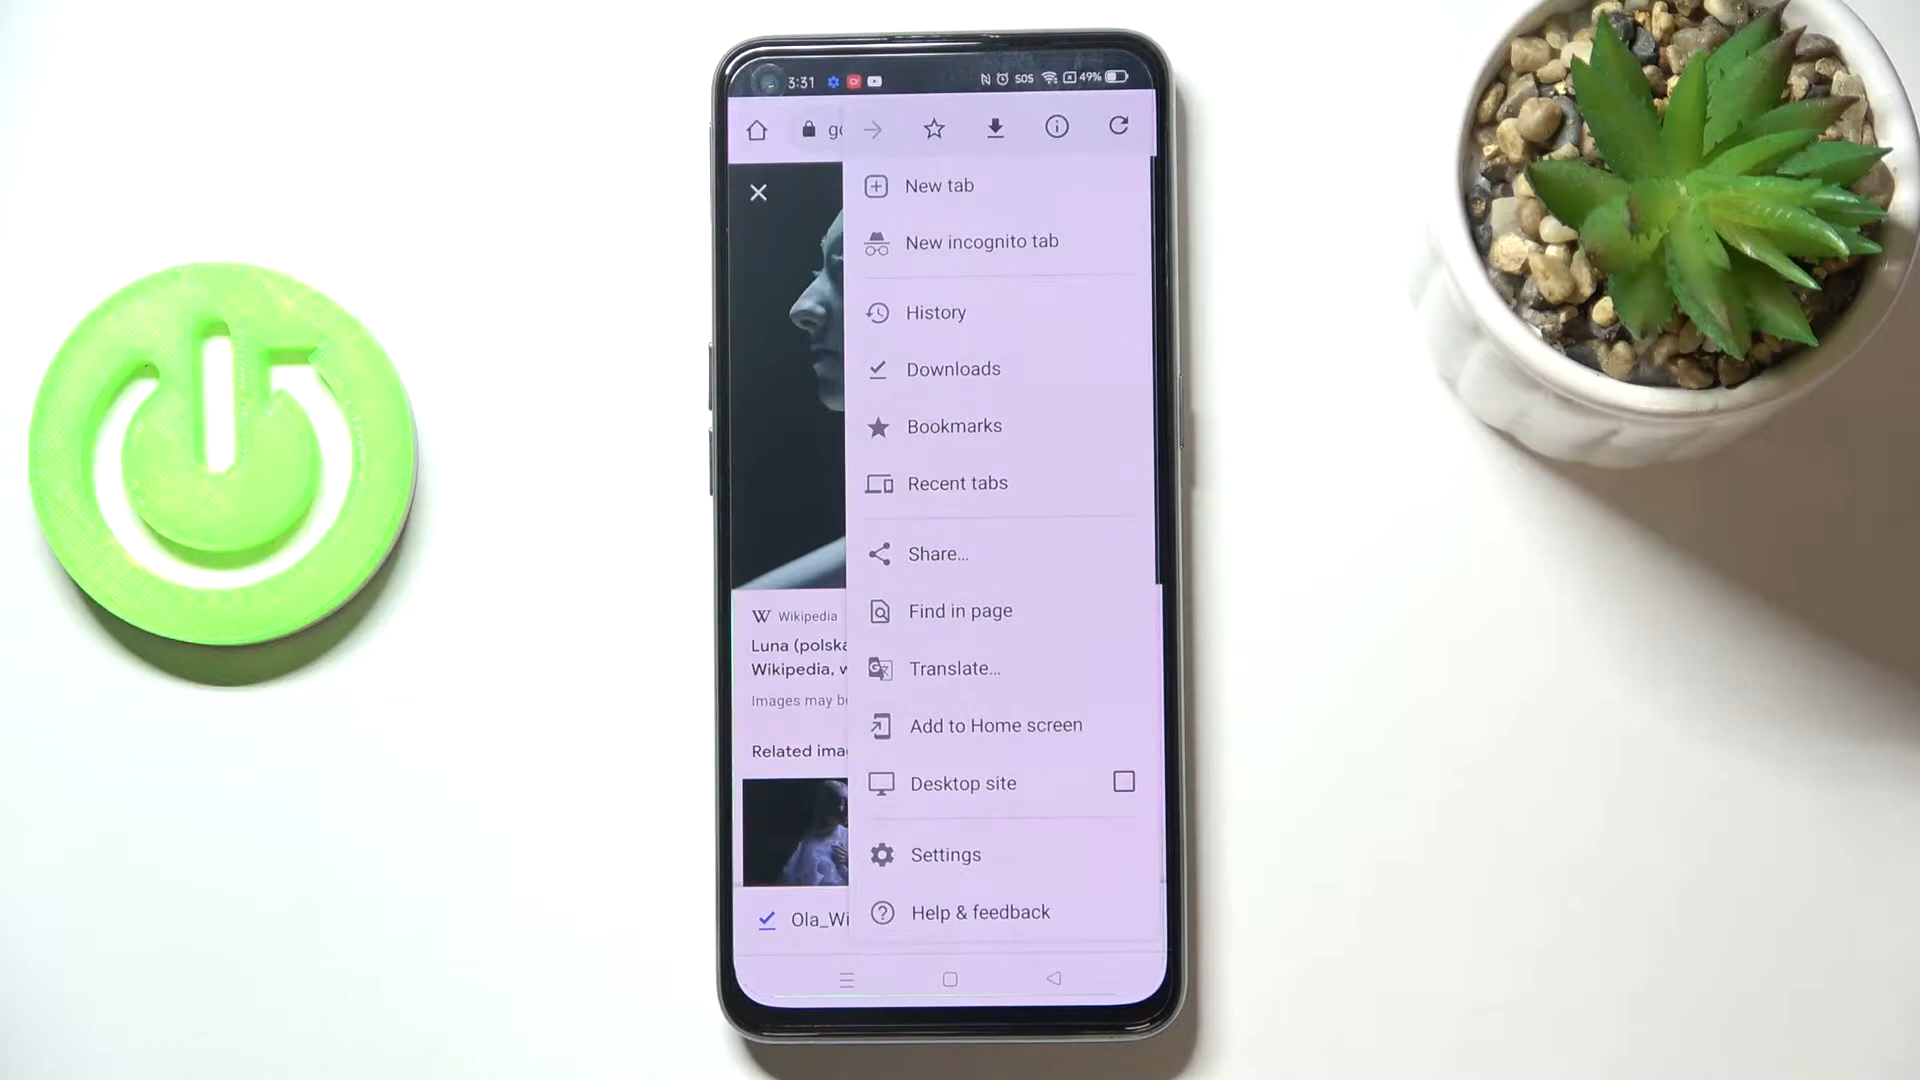 3:31 SOS 49%
go
New tab
New incognito tab
History
Downloads
Bookmarks
Recent tabs
Share...
Find in page
Translate...
Add to Home screen
Desktop site
Settings
Help & feedback
W Wikipedia
Luna (polska
Wikipedia, w
Images may b
Related ima
Ola_Wi